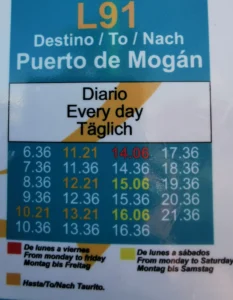 L91
Destino / To / Nach
Puerto de Mogán
Diario
Every day
Täglich
6.36 11.21 14.06 17.36
7.36 11.36 14.36 18.36
8.36 12.21 15.06 19.36
9.36 12.36 15.36 20.36
10.21 13.21 16.06 21.36
10.36 13.36 16.36
De lunes a viernes
From monday to friday
Montag bis Freitag
De lunes a sábados
From monday to Saturday
Montag bis Samstag
Hasta/To/Nach Taurito.